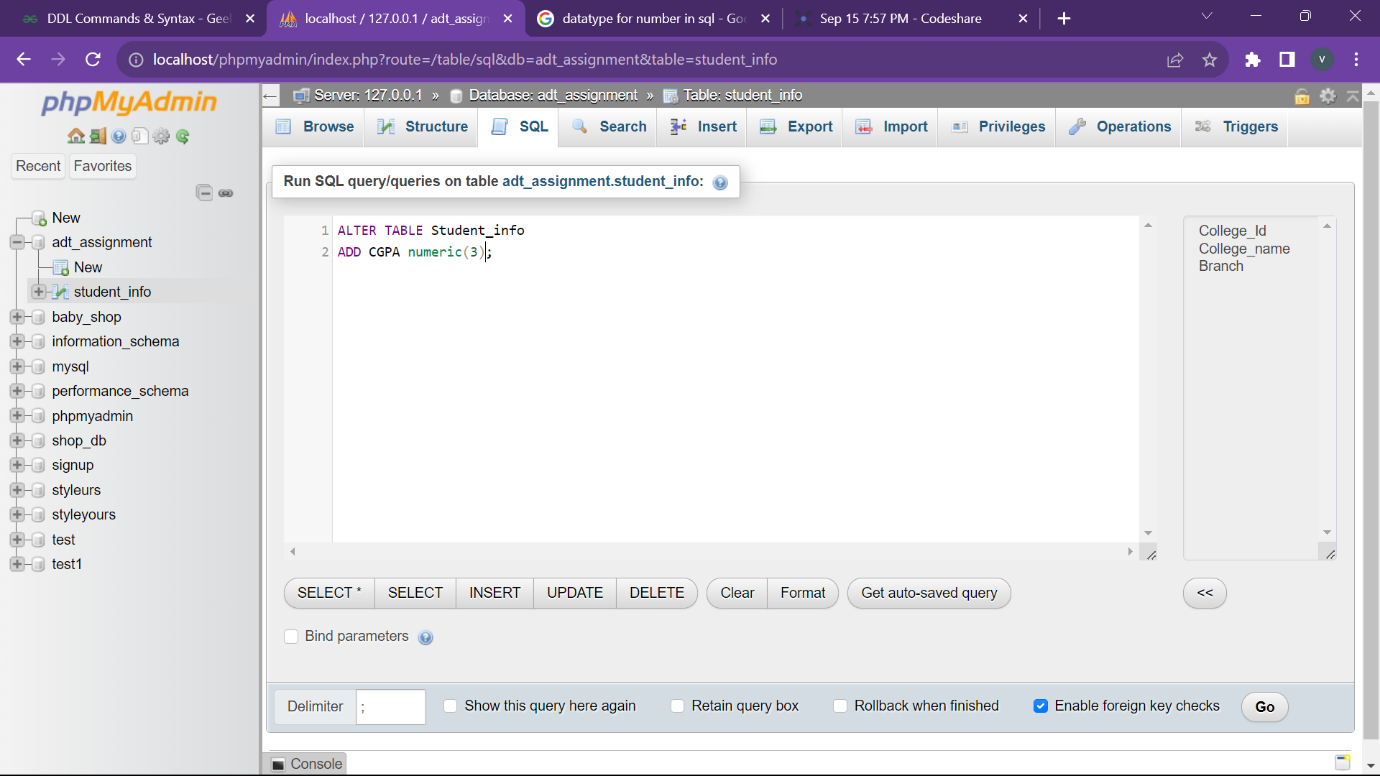 DDL Commands & Syntax - Gee
localhost / 127.0.0.1 / adt_assign
datatype for number in sql - Goo
Sep 15 7:57 PM - Codeshare
localhost/phpmyadmin/index.php?route=/table/sql&db=adt_assignment&table=student_info
V
phpMyAdmin
Recent Favorites
New
adt_assignment
New
student_info
baby_shop
information_schema
mysql
performance_schema
phpmyadmin
shop_db
signup
styleurs
styleyours
test
test1
Server: 127.0.0.1 » Database: adt_assignment » Table: student_info
Browse Structure SQL Search Insert Export Import Privileges Operations Triggers
Run SQL query/queries on table adt_assignment.student_info:
1 ALTER TABLE Student_info
2 ADD CGPA numeric(3);
College_Id
College_name
Branch
SELECT * SELECT INSERT UPDATE DELETE Clear Format Get auto-saved query <<
Bind parameters
Delimiter ; Show this query here again Retain query box Rollback when finished Enable foreign key checks Go
Console